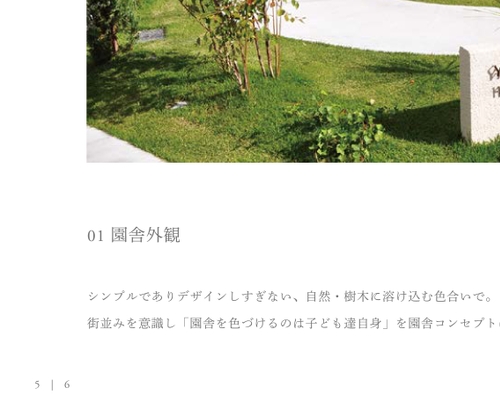 01 園舎外観
シンプルでありデザインしすぎない、自然・樹木に溶け込む色合いで。
街並みを意識し「園舎を色づけるのは子ども達自身」を園舎コンセプト
5 | 6